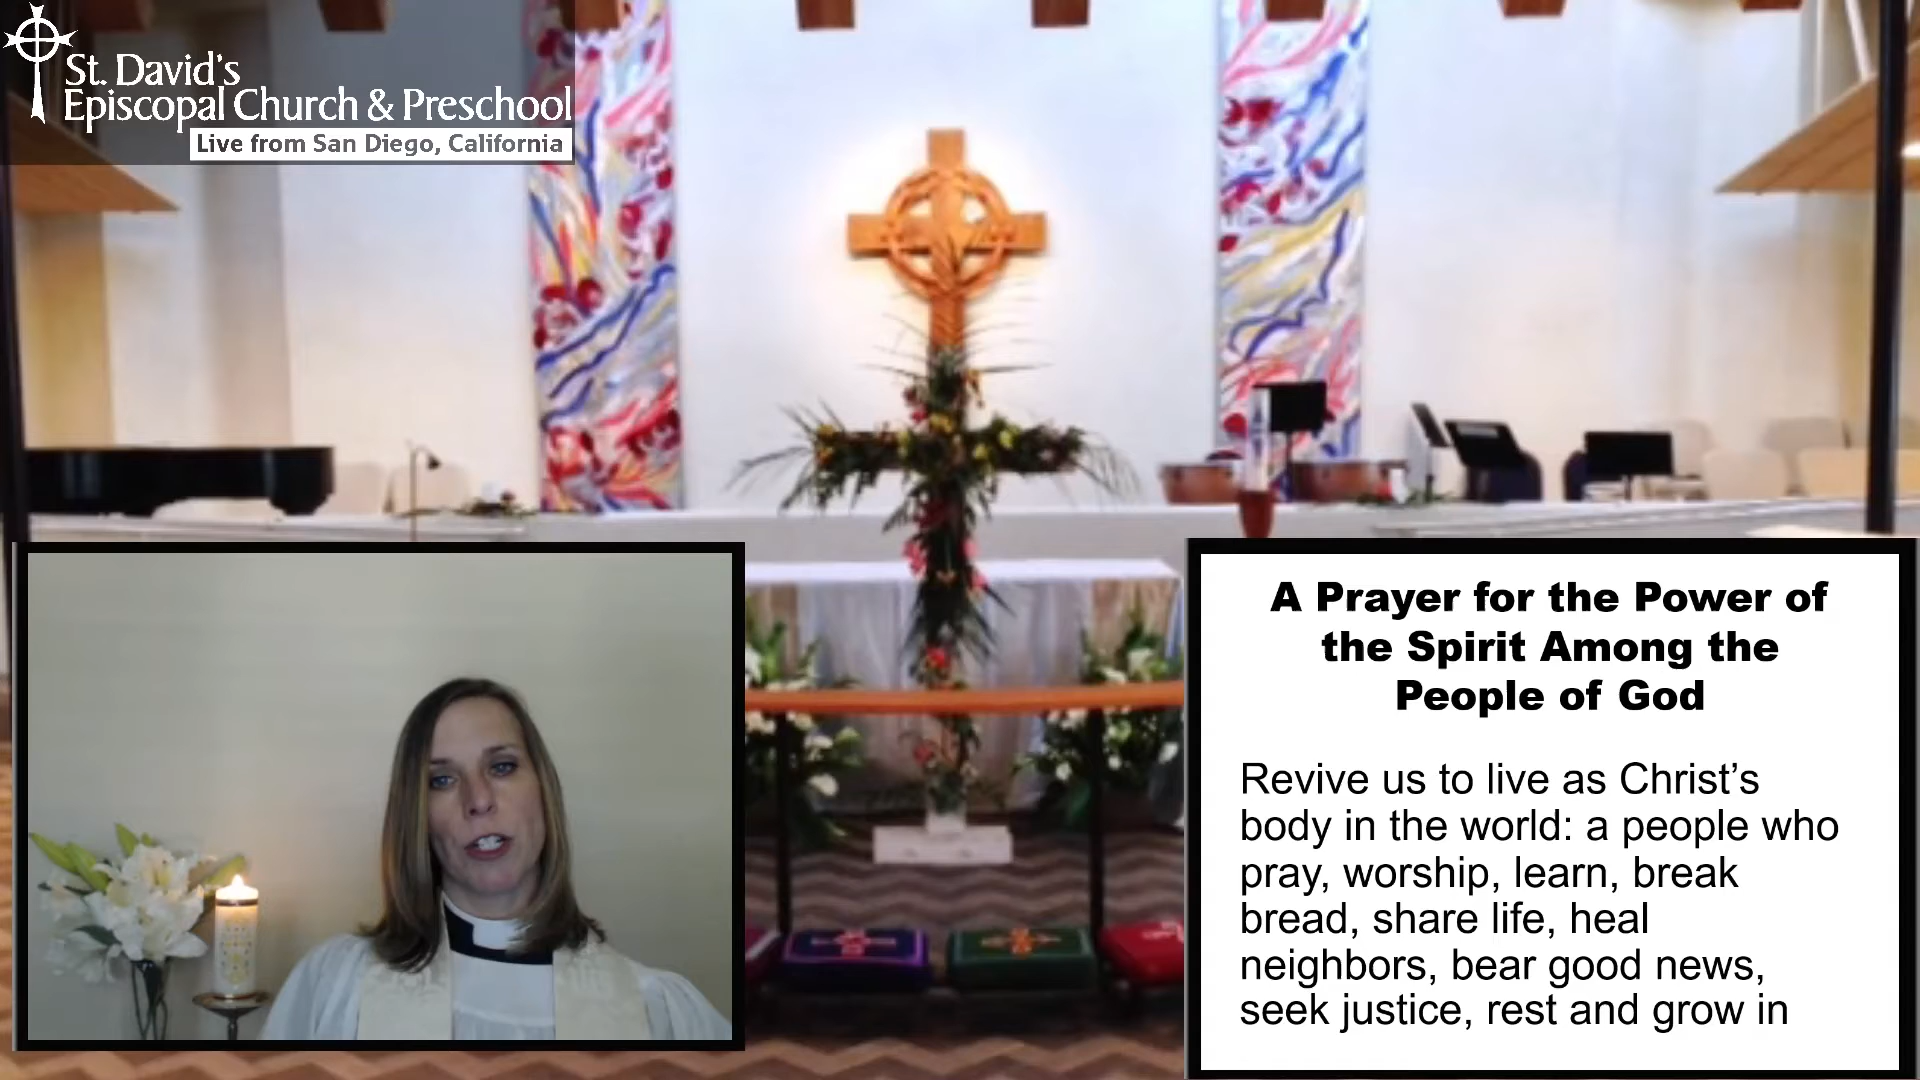 St. David's
Episcopal Church & Preschool
Live from San Diego, California
A Prayer for the Power of
the Spirit Among the
People of God
Revive us to live as Christ’s
body in the world: a people who
pray, worship, learn, break
bread, share life, heal
neighbors, bear good news,
seek justice, rest and grow in